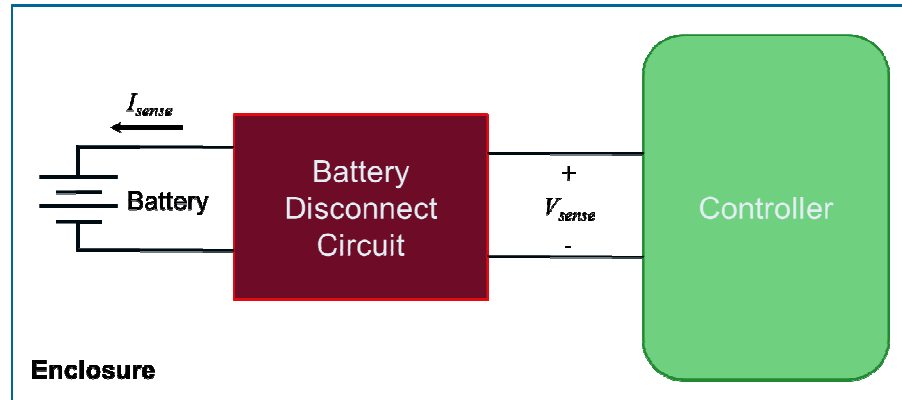 I_sense
Battery
Battery
Disconnect
Circuit
+
V_sense
-
Controller
Enclosure